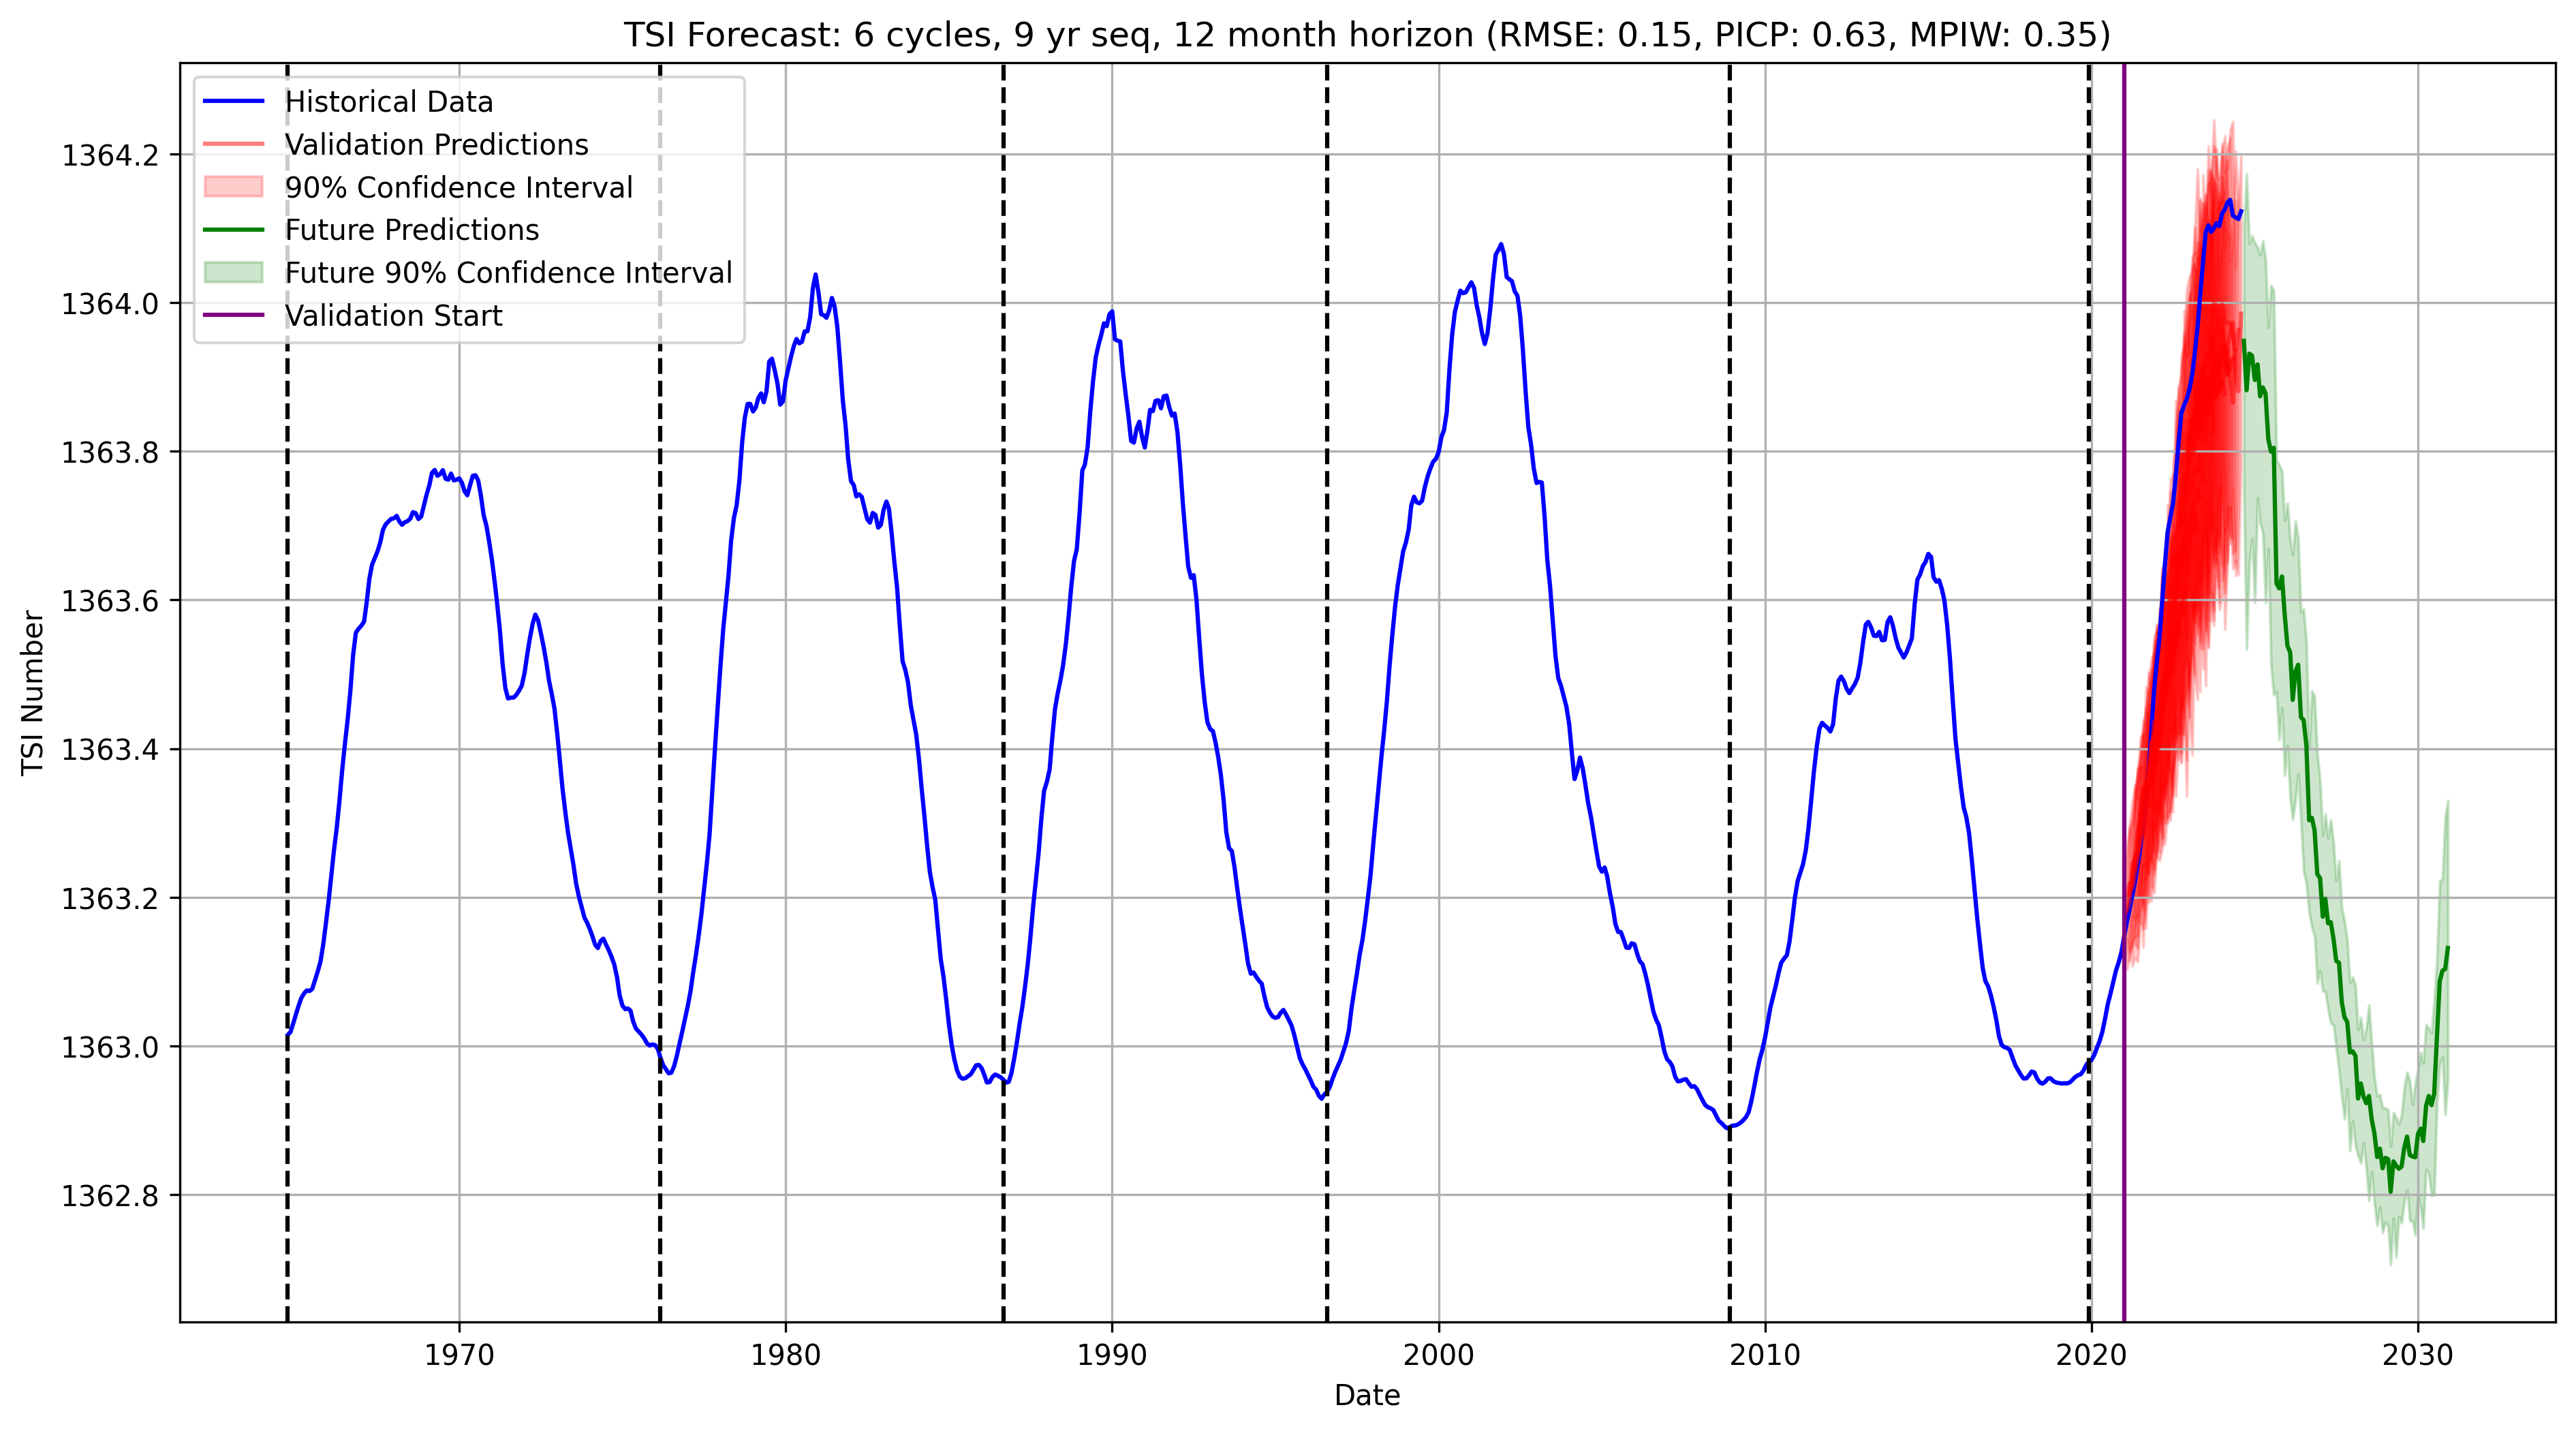 TSI Forecast: 6 cycles, 9 yr seq, 12 month horizon (RMSE: 0.15, PICP: 0.63, MPIW: 0.35)
Historical Data
Validation Predictions
90% Confidence Interval
Future Predictions
Future 90% Confidence Interval
Validation Start
TSI Number
1364.2
1364.0
1363.8
1363.6
1363.4
1363.2
1363.0
1362.8
1970
1980
1990
2000
2010
2020
2030
Date